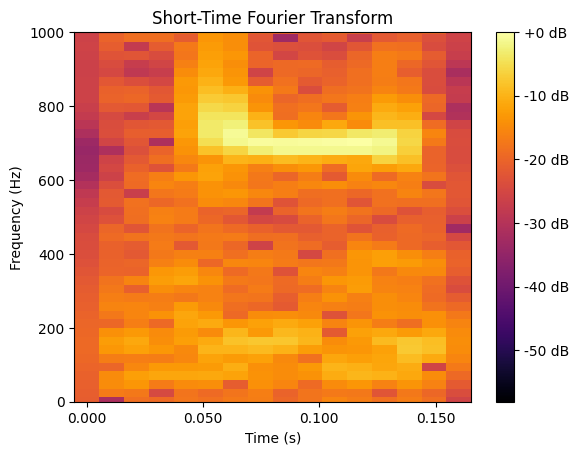 Short-Time Fourier Transform
1000
800
600
400
200
0
Frequency (Hz)
0.000
0.050
0.100
0.150
Time (s)
+0 dB
-10 dB
-20 dB
-30 dB
-40 dB
-50 dB